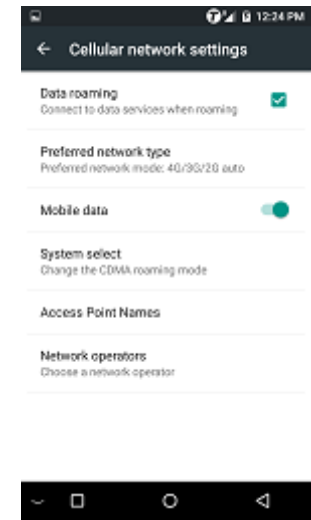 12:24 PM
Cellular network settings
Data roaming
Connect to data services when roaming
Preferred network type
Preferred network mode: 4G/3G/2G auto
Mobile data
System select
Change the CDMA roaming mode
Access Point Names
Network operators
Choose a network operator